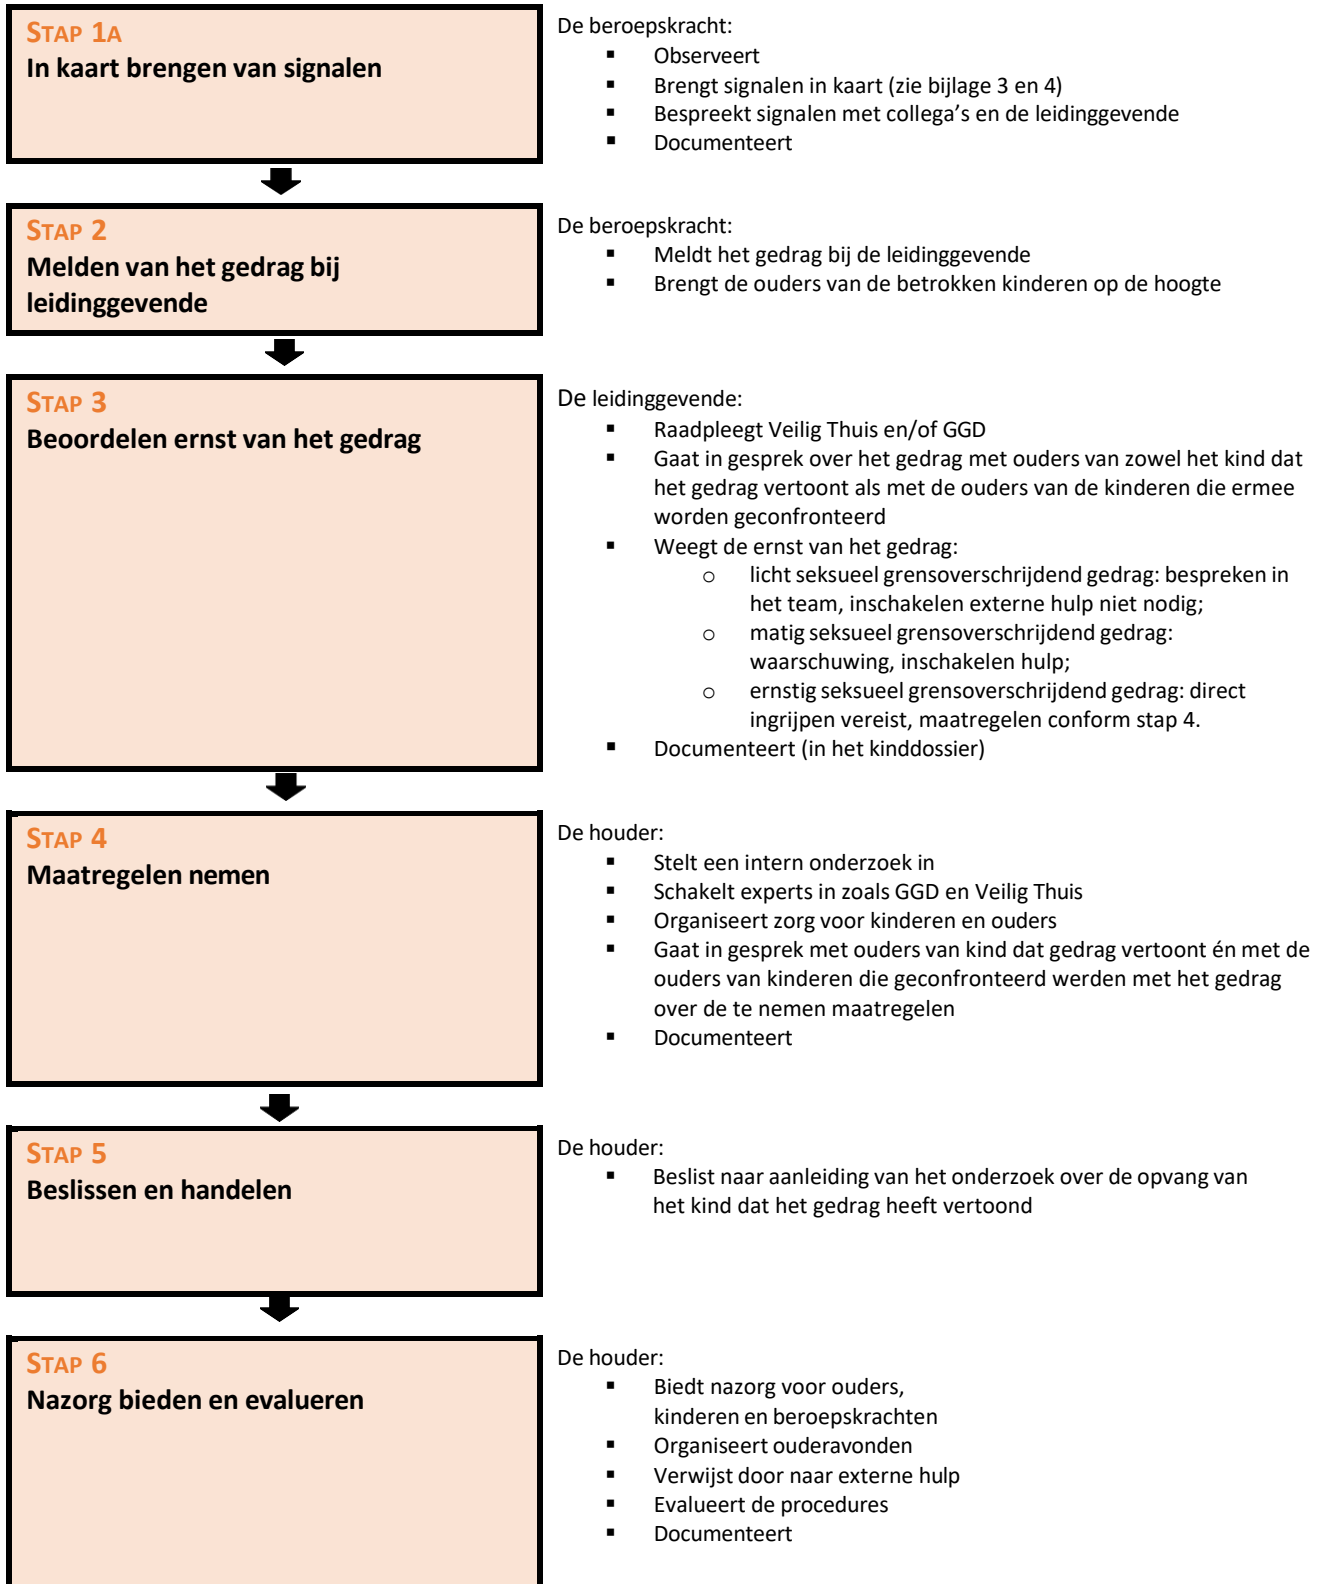 STAP 1A
In kaart brengen van signalen
De beroepskracht:
▪ Observeert
▪ Brengt signalen in kaart (zie bijlage 3 en 4)
▪ Bespreekt signalen met collega’s en de leidinggevende
▪ Documenteert
STAP 2
Melden van het gedrag bij
leidinggevende
De beroepskracht:
▪ Meldt het gedrag bij de leidinggevende
▪ Brengt de ouders van de betrokken kinderen op de hoogte
STAP 3
Beoordelen ernst van het gedrag
De leidinggevende:
▪ Raadpleegt Veilig Thuis en/of GGD
▪ Gaat in gesprek over het gedrag met ouders van zowel het kind dat
het gedrag vertoont als met de ouders van de kinderen die ermee
worden geconfronteerd
▪ Weegt de ernst van het gedrag:
o licht seksueel grensoverschrijdend gedrag: bespreken in
het team, inschakelen externe hulp niet nodig;
o matig seksueel grensoverschrijdend gedrag:
waarschuwing, inschakelen hulp;
o ernstig seksueel grensoverschrijdend gedrag: direct
ingrijpen vereist, maatregelen conform stap 4.
▪ Documenteert (in het kinddossier)
STAP 4
Maatregelen nemen
De houder:
▪ Stelt een intern onderzoek in
▪ Schakelt experts in zoals GGD en Veilig Thuis
▪ Organiseert zorg voor kinderen en ouders
▪ Gaat in gesprek met ouders van kind dat gedrag vertoont én met de
ouders van kinderen die geconfronteerd werden met het gedrag
over de te nemen maatregelen
▪ Documenteert
STAP 5
Beslissen en handelen
De houder:
▪ Beslist naar aanleiding van het onderzoek over de opvang van
het kind dat het gedrag heeft vertoond
STAP 6
Nazorg bieden en evalueren
De houder:
▪ Biedt nazorg voor ouders,
kinderen en beroepskrachten
▪ Organiseert ouderavonden
▪ Verwijst door naar externe hulp
▪ Evalueert de procedures
▪ Documenteert